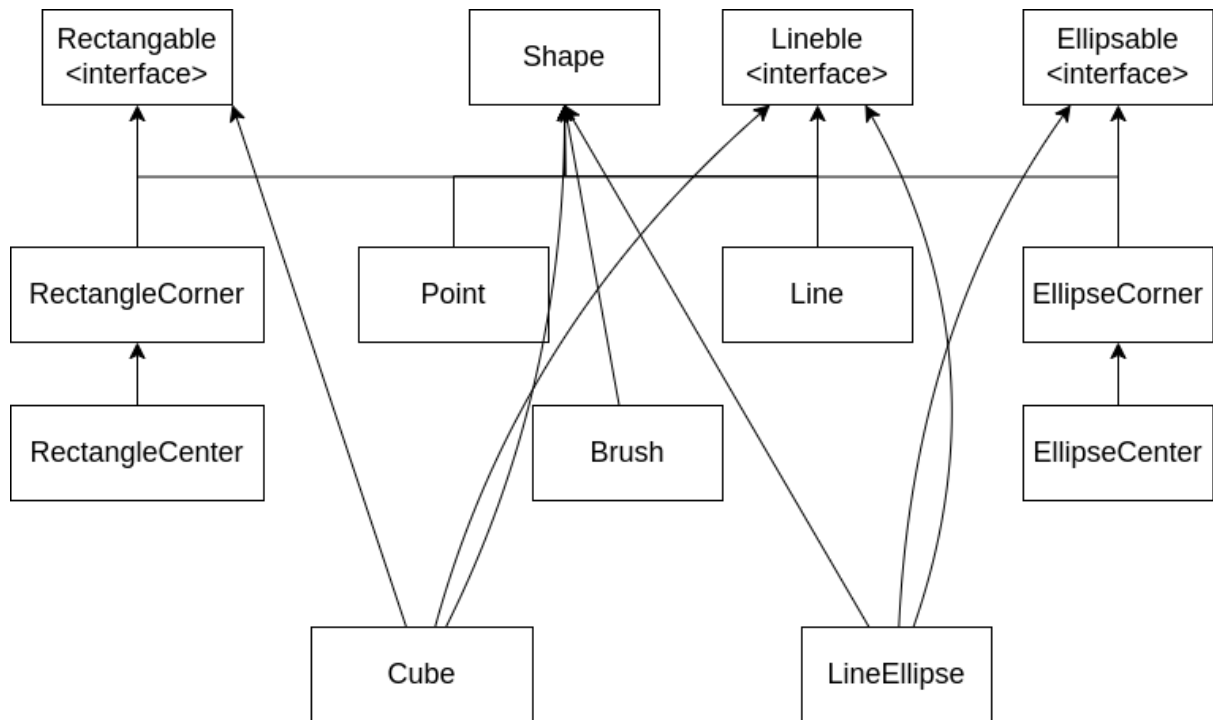 Rectangable
<interface>
Shape
Lineble
<interface>
Ellipsable
<interface>
RectangleCorner
Point
Line
EllipseCorner
RectangleCenter
Brush
EllipseCenter
Cube
LineEllipse